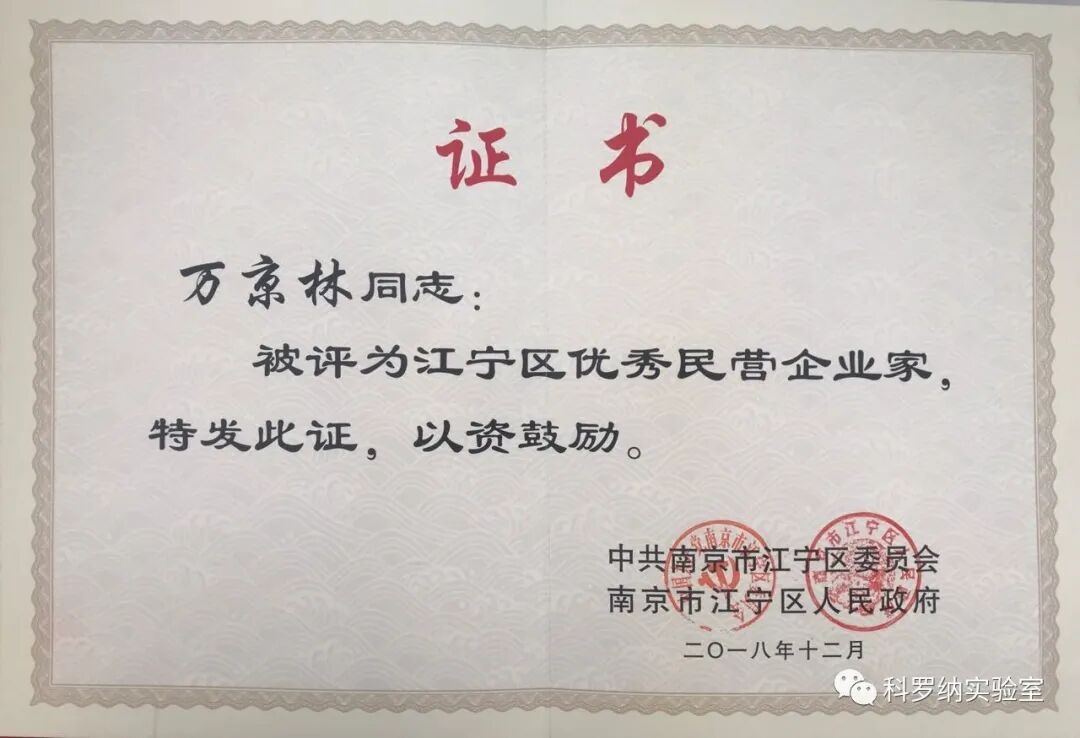 证书
万京林同志：
被评为江宁区优秀民营企业家，
特发此证，以资鼓励。
中共南京市江宁区委员会
南京市江宁区人民政府
二〇一八年十二月
科罗纳实验室